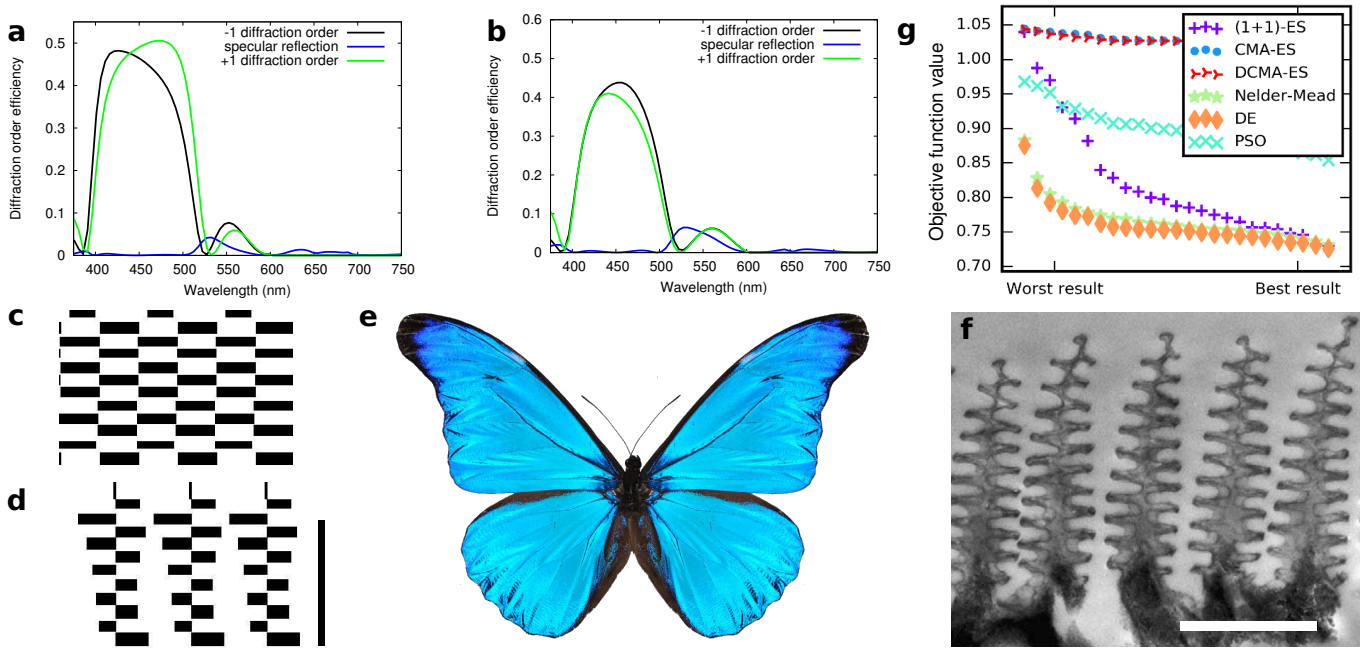 a
0.5
0.4
0.3
0.2
0.1
0
400
450
500
550
600
650
700
750
Diffraction order efficiency
Wavelength (nm)
-1 diffraction order
specular reflection
+1 diffraction order
b
0.6
0.5
0.4
0.3
0.2
0.1
0
400
450
500
550
600
650
700
750
Diffraction order efficiency
Wavelength (nm)
-1 diffraction order
specular reflection
+1 diffraction order
g
1.05
1.00
0.95
0.90
0.85
0.80
0.75
0.70
Objective function value
Worst result
Best result
(1+1)-ES
CMA-ES
DCMA-ES
Nelder-Mead
DE
PSO
c
d
e
f